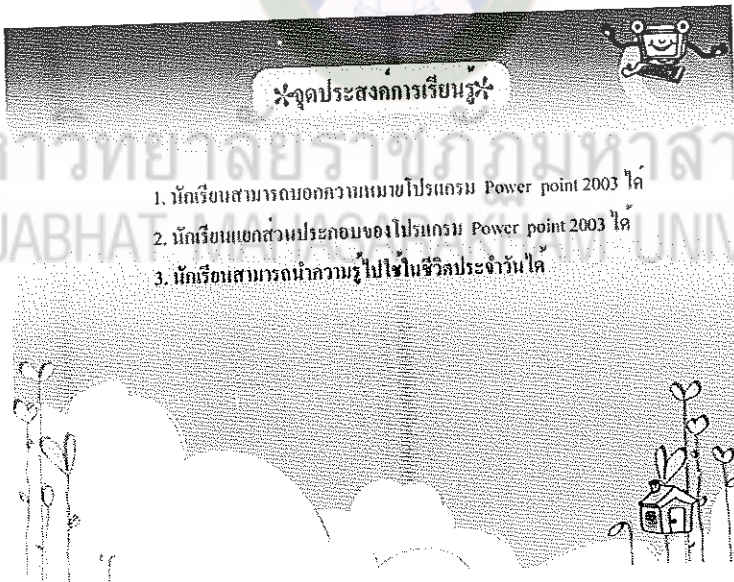 *จุดประสงค์การเรียนรู้*
1. นักเรียนสามารถบอกความหมายโปรแกรม Power point 2003 ได้
2. นักเรียนแยกส่วนประกอบของโปรแกรม Power point 2003 ได้
3. นักเรียนสามารถนำความรู้ไปใช้ในชีวิตประจำวันได้